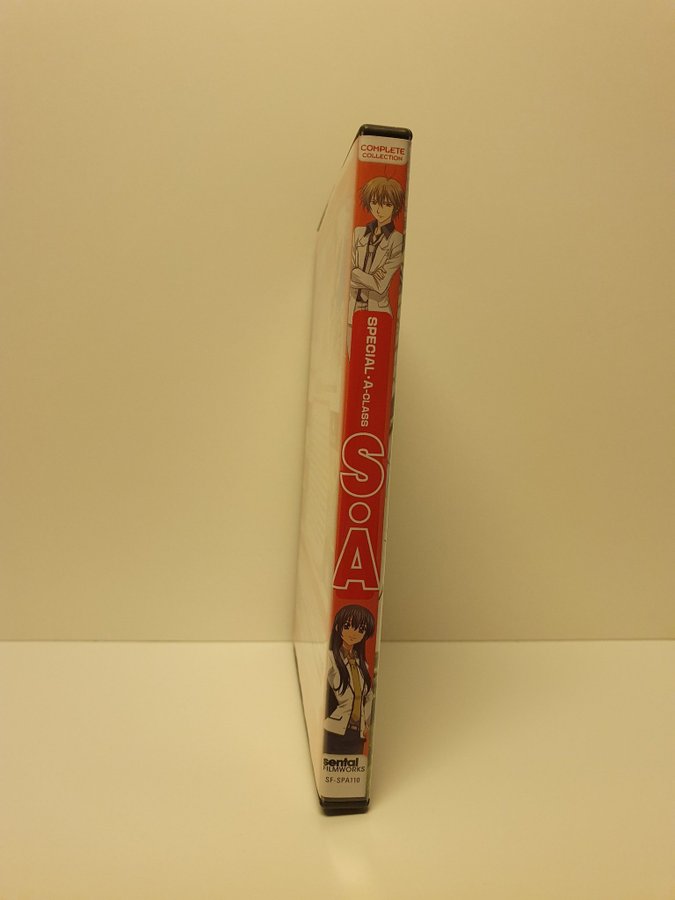 COMPLETE
COLLECTION
SPECIAL・A-CLASS
S・A
sentai
FILMWORKS
SF-SPA110